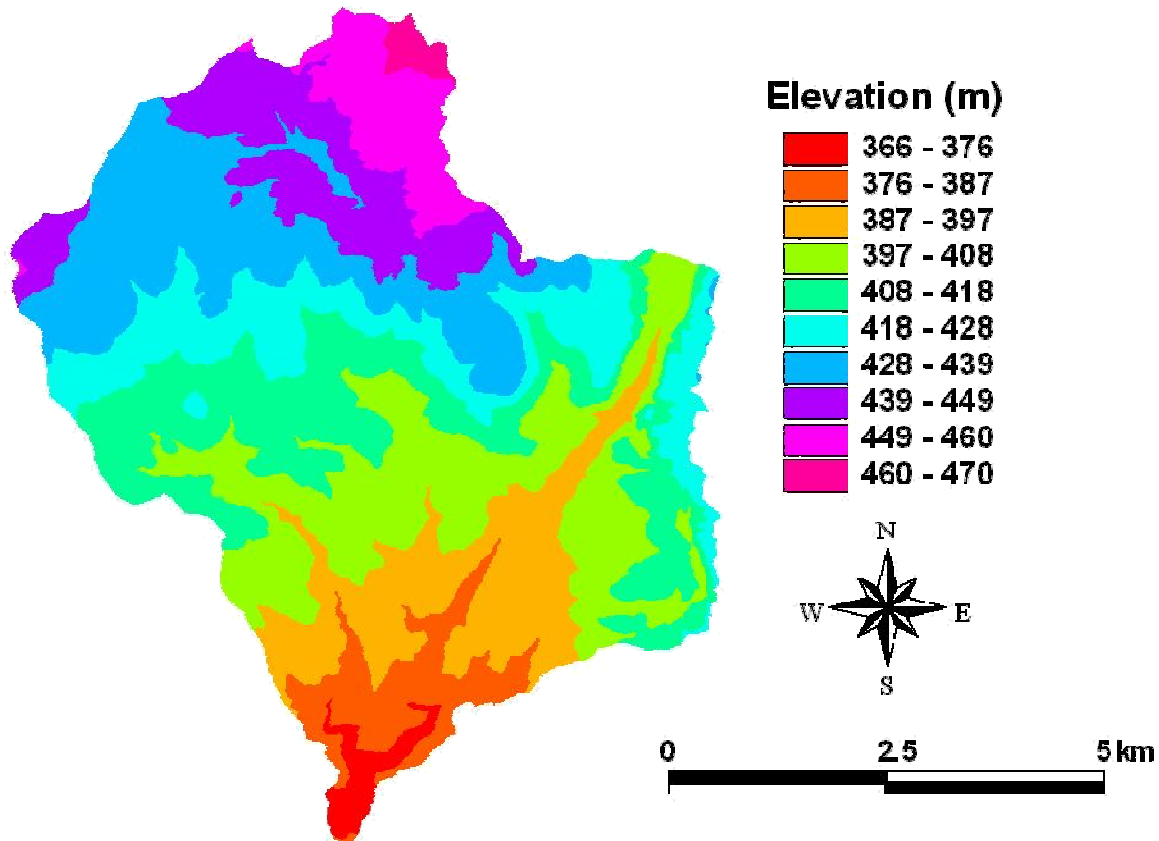 Elevation (m)
366 - 376
376 - 387
387 - 397
397 - 408
408 - 418
418 - 428
428 - 439
439 - 449
449 - 460
460 - 470
N
W E
S
0 2.5 5 km